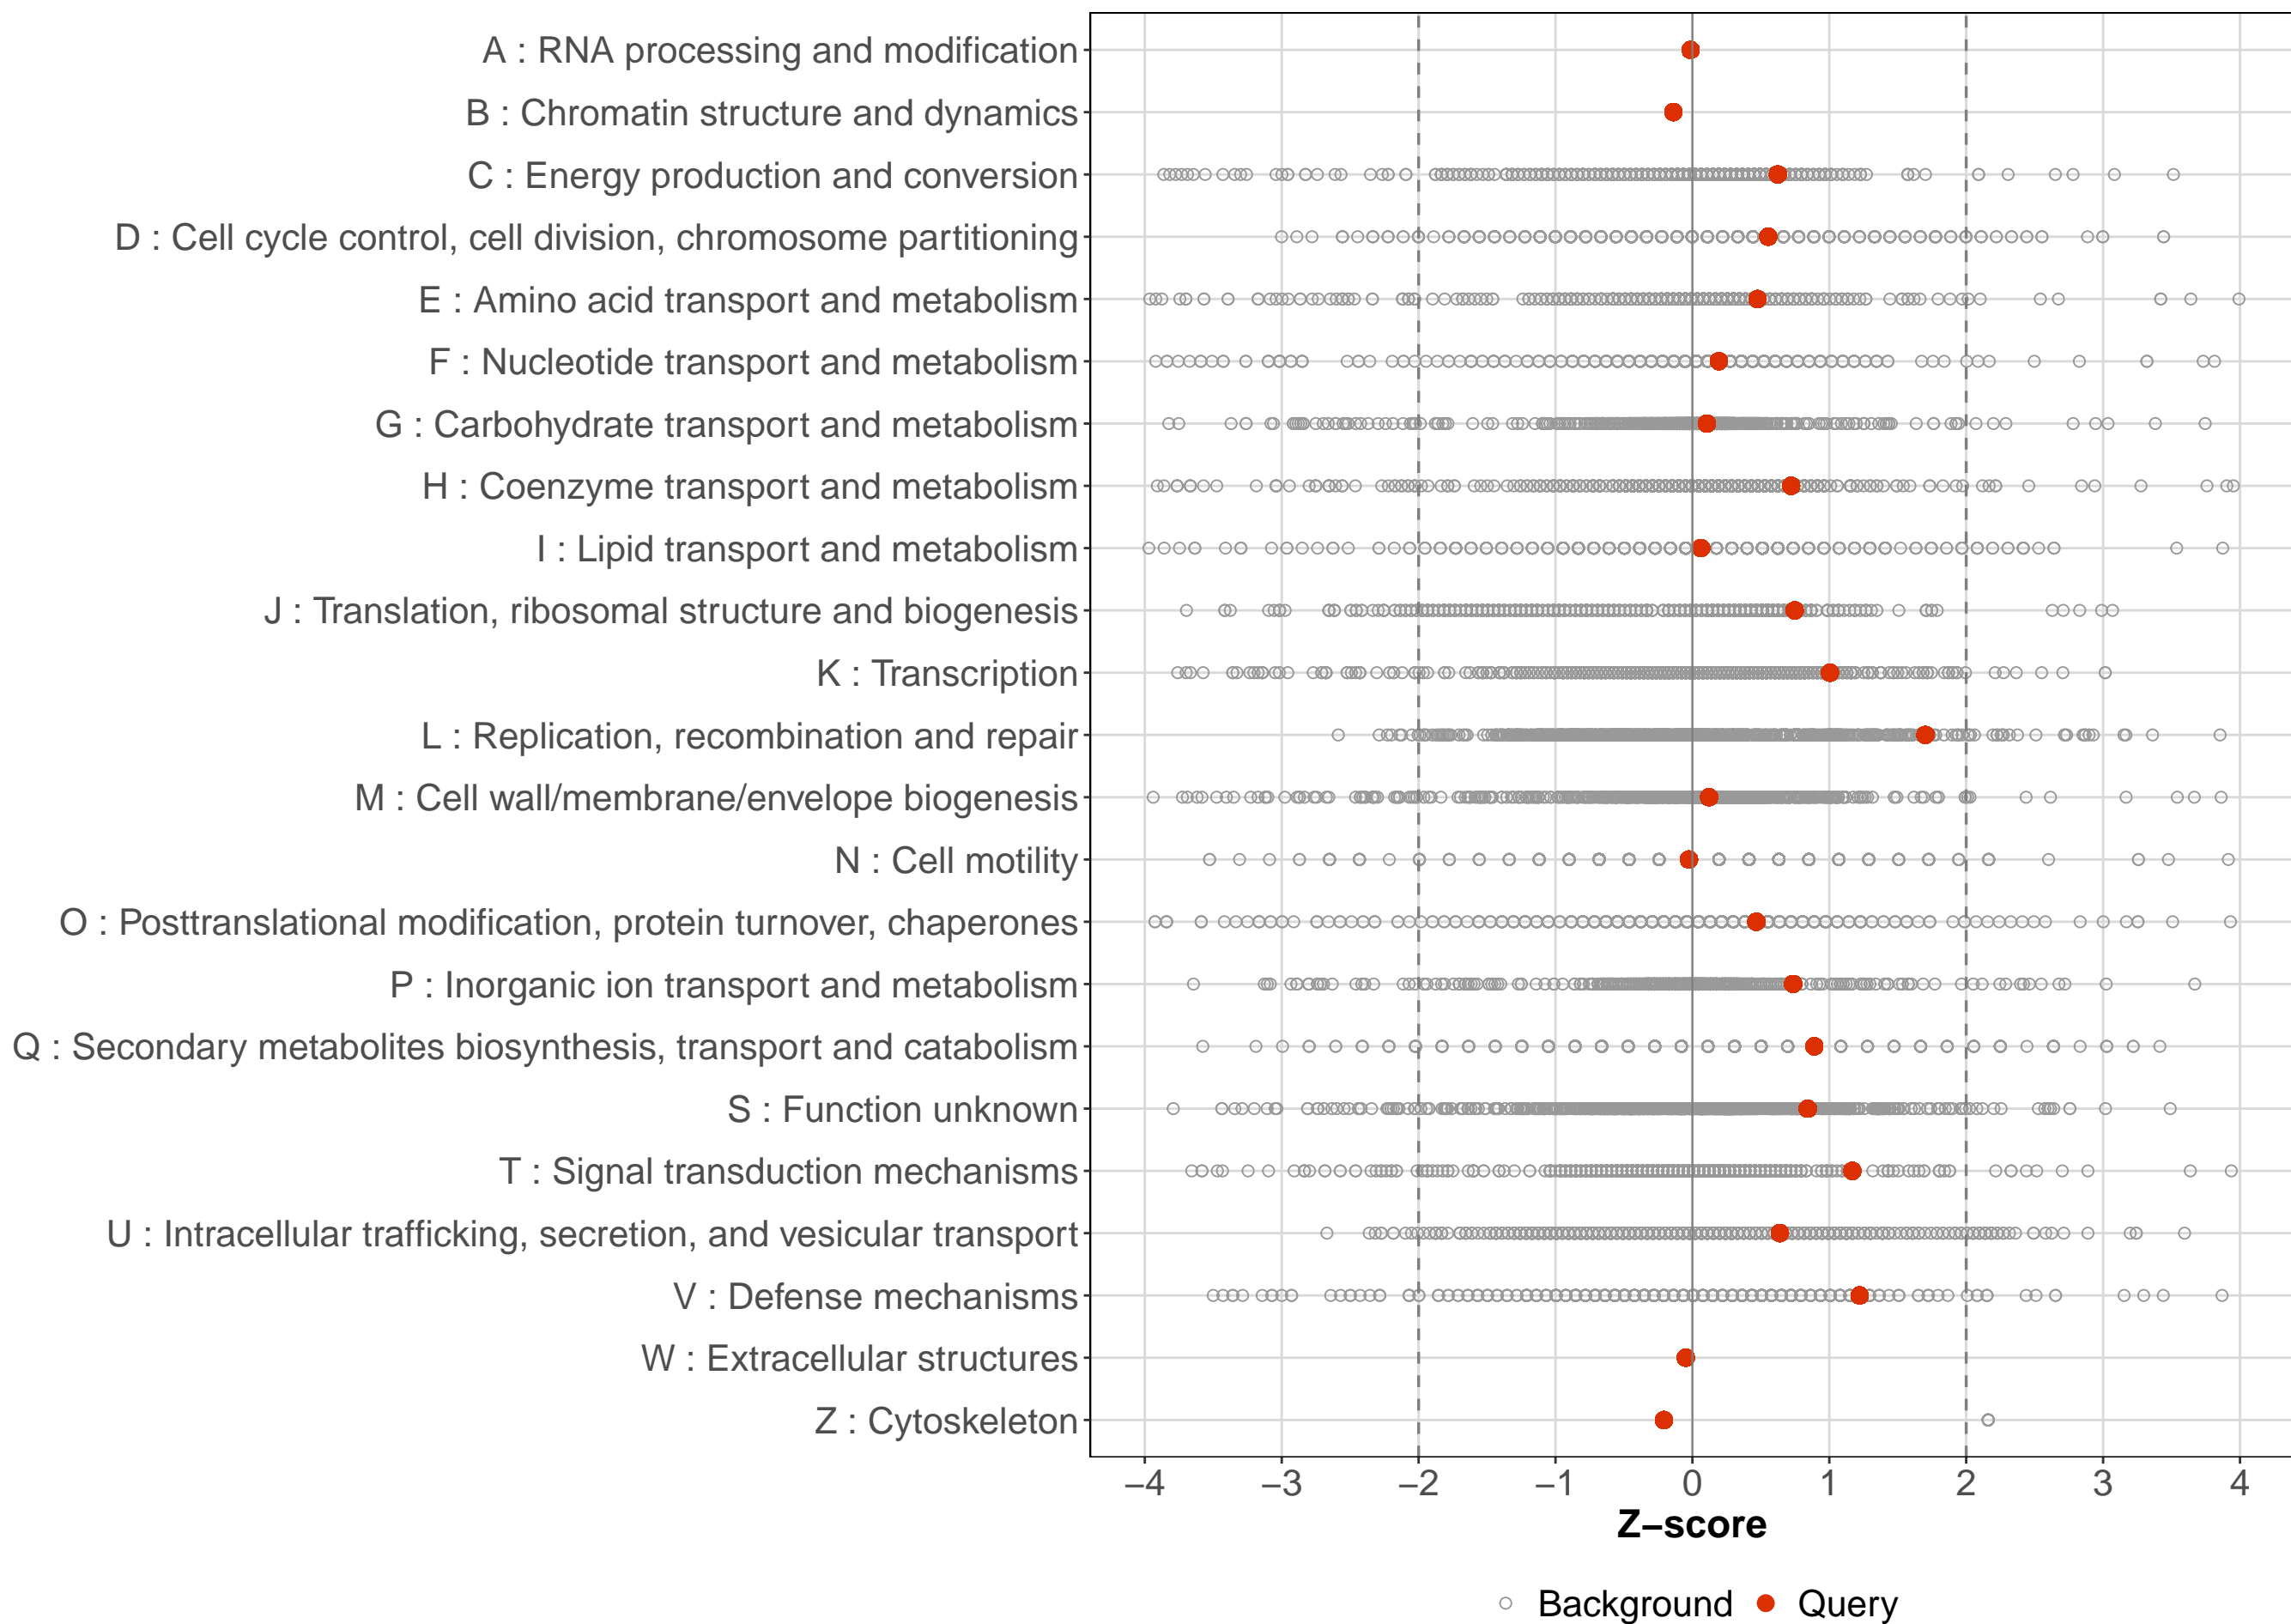 A : RNA processing and modification
B : Chromatin structure and dynamics
C : Energy production and conversion
D : Cell cycle control, cell division, chromosome partitioning
E : Amino acid transport and metabolism
F : Nucleotide transport and metabolism
G : Carbohydrate transport and metabolism
H : Coenzyme transport and metabolism
I : Lipid transport and metabolism
J : Translation, ribosomal structure and biogenesis
K : Transcription
L : Replication, recombination and repair
M : Cell wall/membrane/envelope biogenesis
N : Cell motility
O : Posttranslational modification, protein turnover, chaperones
P : Inorganic ion transport and metabolism
Q : Secondary metabolites biosynthesis, transport and catabolism
S : Function unknown
T : Signal transduction mechanisms
U : Intracellular trafficking, secretion, and vesicular transport
V : Defense mechanisms
W : Extracellular structures
Z : Cytoskeleton
−4 −3 −2 −1 0 1 2 3 4
Z−score
Background Query